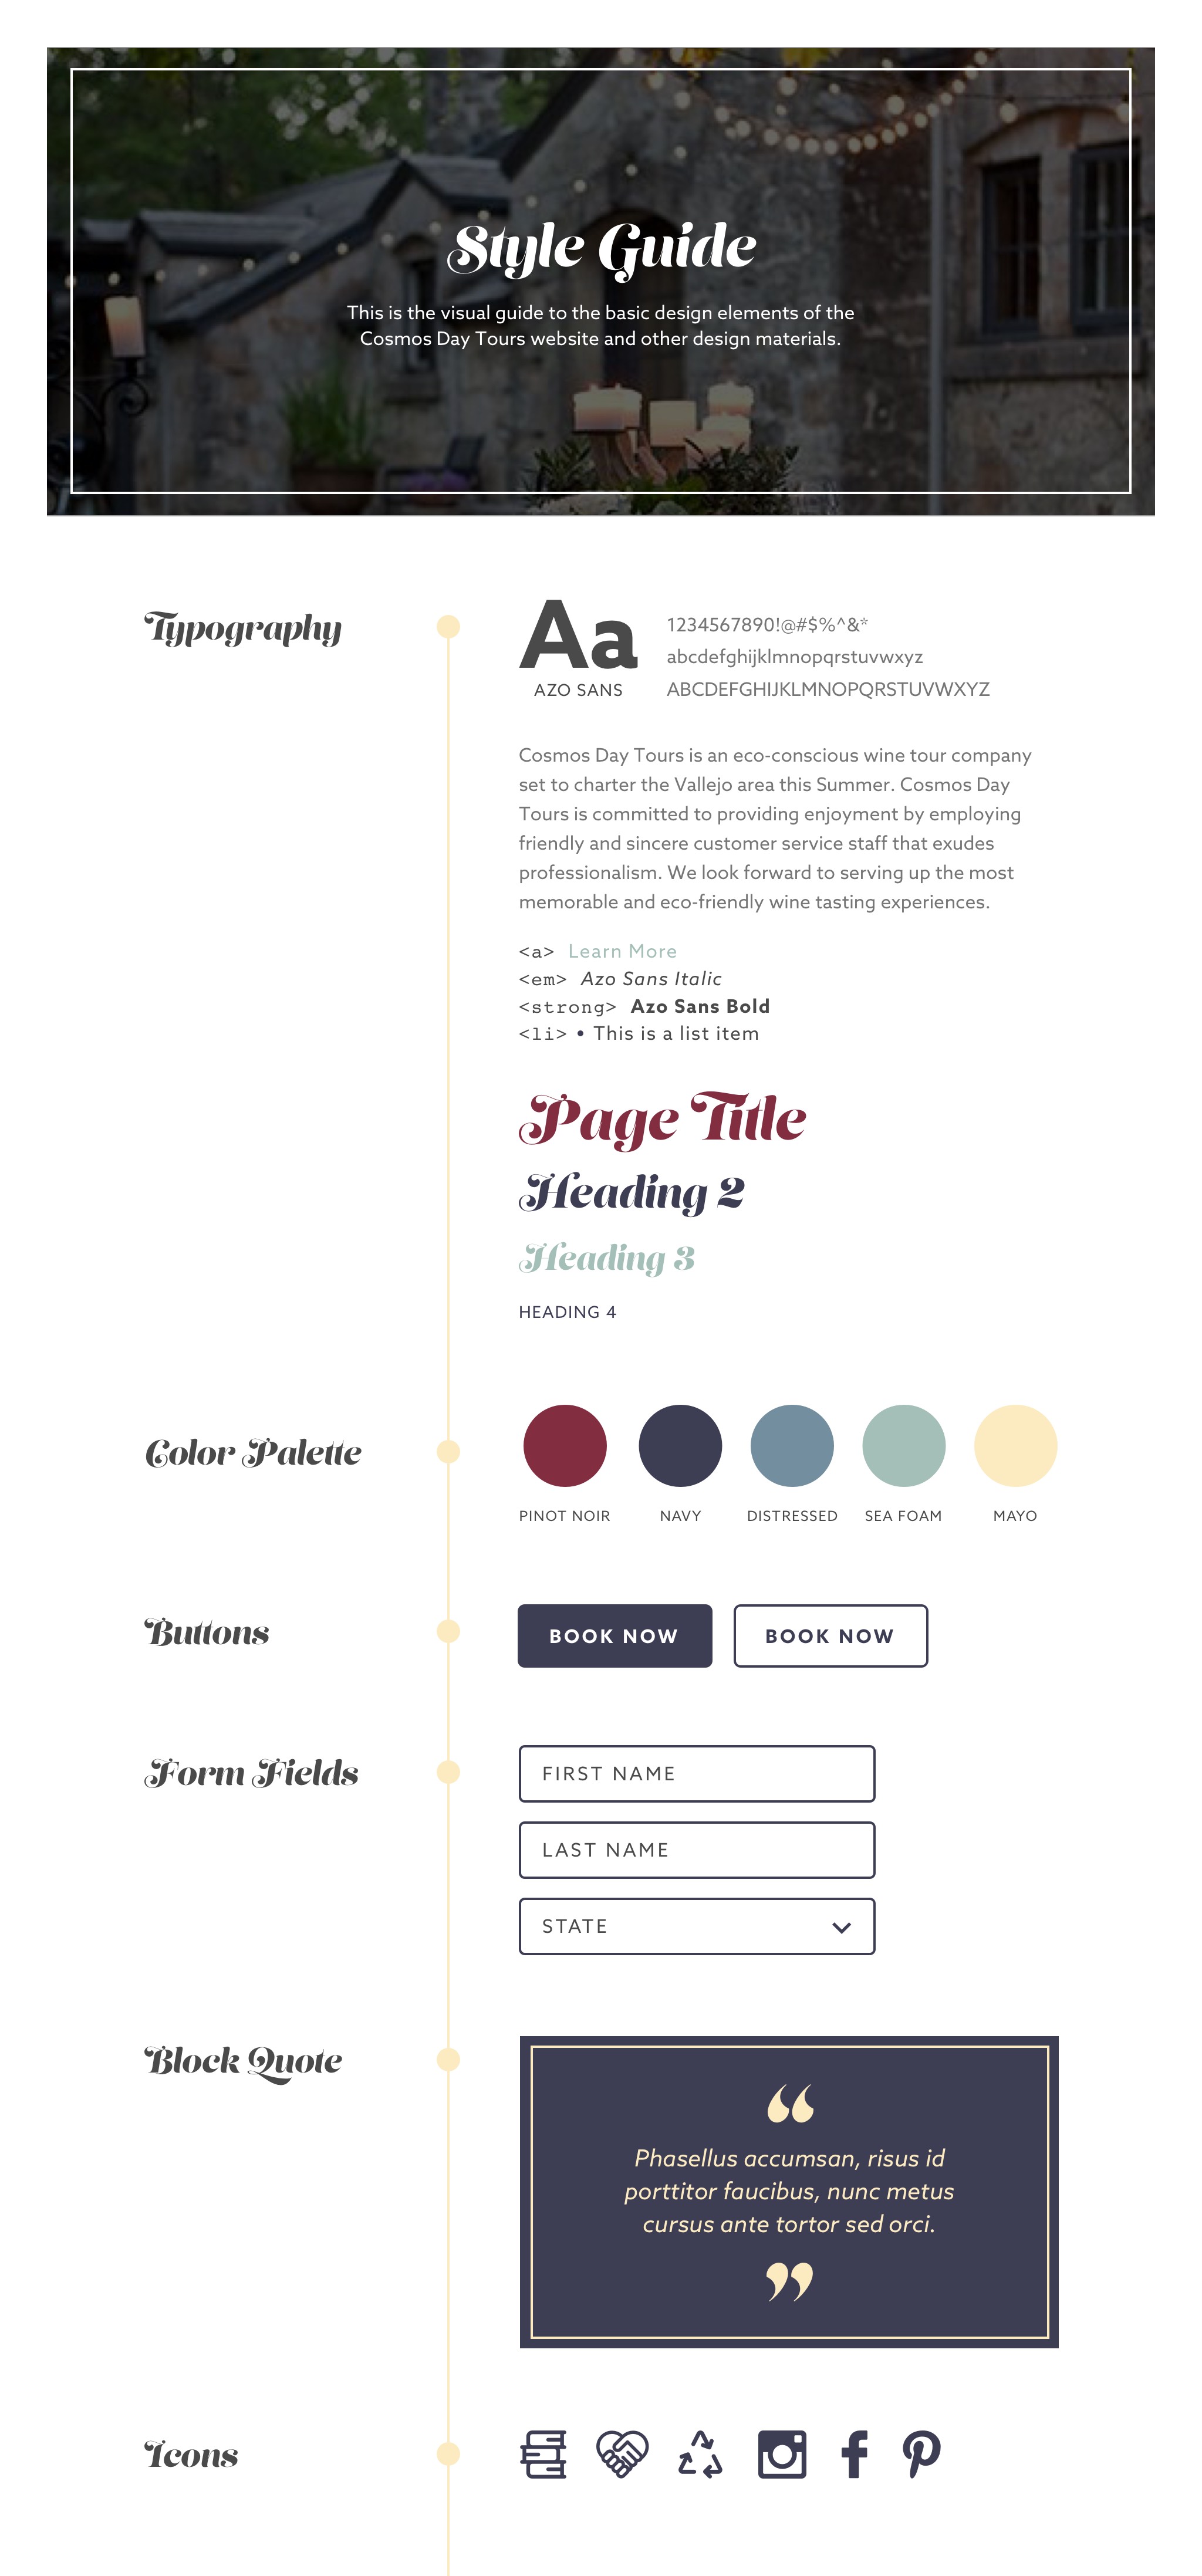 Style Guide
This is the visual guide to the basic design elements of the
Cosmos Day Tours website and other design materials.
Typography
Aa
AZO SANS
1234567890!@#$%^&*
abcdefghijklmnopqrstuvwxyz
ABCDEFGHIJKLMNOPQRSTUVWXYZ
Cosmos Day Tours is an eco-conscious wine tour company
set to charter the Vallejo area this Summer. Cosmos Day
Tours is committed to providing enjoyment by employing
friendly and sincere customer service staff that exudes
professionalism. We look forward to serving up the most
memorable and eco-friendly wine tasting experiences.
<a> Learn More
<em> Azo Sans Italic
<strong> Azo Sans Bold
<li> • This is a list item
Page Title
Heading 2
Heading 3
HEADING 4
Color Palette
PINOT NOIR NAVY DISTRESSED SEA FOAM MAYO
Buttons
BOOK NOW BOOK NOW
Form Fields
FIRST NAME
LAST NAME
STATE
Block Quote
“
Phasellus accumsan, risus id
porttitor faucibus, nunc metus
cursus ante tortor sed orci.
”
Icons